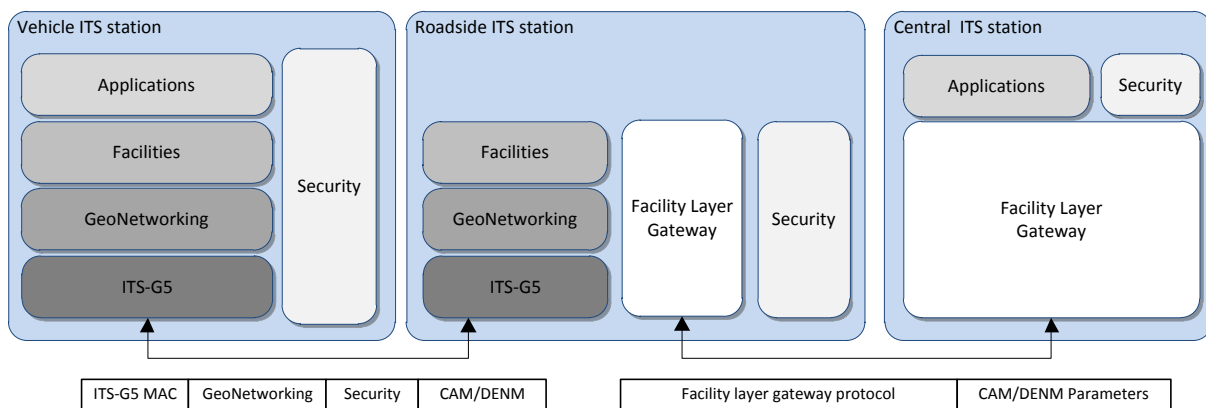 Vehicle ITS station
Applications
Facilities
GeoNetworking
ITS-G5
Security
Roadside ITS station
Facilities
GeoNetworking
ITS-G5
Facility Layer
Gateway
Security
Central ITS station
Applications
Security
Facility Layer
Gateway
ITS-G5 MAC
GeoNetworking
Security
CAM/DENM
Facility layer gateway protocol
CAM/DENM Parameters